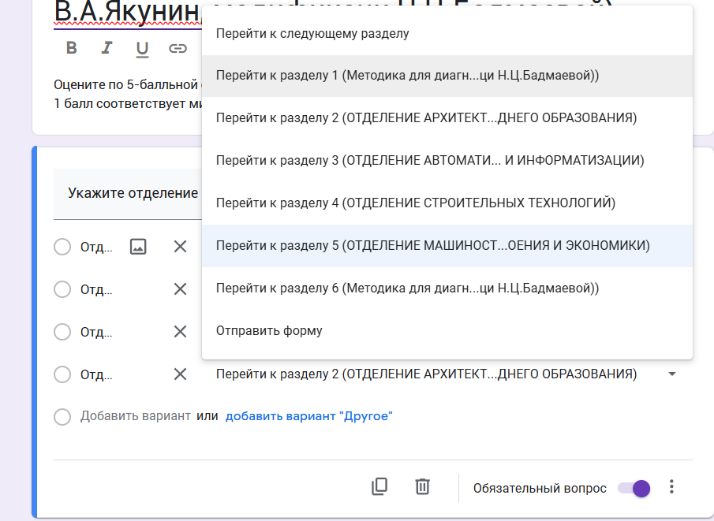 В.А.Якунин,
B I U
Оцените по 5-балльной
1 балл соответствует ми
Перейти к следующему разделу
Перейти к разделу 1 (Методика для диагн...ци Н.Ц.Бадмаевой))
Перейти к разделу 2 (ОТДЕЛЕНИЕ АРХИТЕКТ...ДНЕГО ОБРАЗОВАНИЯ)
Перейти к разделу 3 (ОТДЕЛЕНИЕ АВТОМАТИ... И ИНФОРМАТИЗАЦИИ)
Перейти к разделу 4 (ОТДЕЛЕНИЕ СТРОИТЕЛЬНЫХ ТЕХНОЛОГИЙ)
Перейти к разделу 5 (ОТДЕЛЕНИЕ МАШИНОСТ...ОЕНИЯ И ЭКОНОМИКИ)
Перейти к разделу 6 (Методика для диагн...ци Н.Ц.Бадмаевой))
Отправить форму
Укажите отделение
Отд...
Отд...
Отд...
Отд...
Перейти к разделу 2 (ОТДЕЛЕНИЕ АРХИТЕКТ...ДНЕГО ОБРАЗОВАНИЯ)
Добавить вариант или добавить вариант "Другое"
Обязательный вопрос